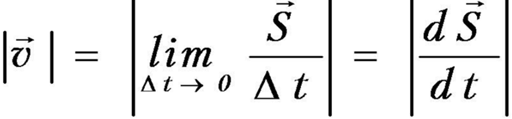 |v⃗| = |lim_{Δt→0} S⃗/Δt| = |dS⃗/dt|